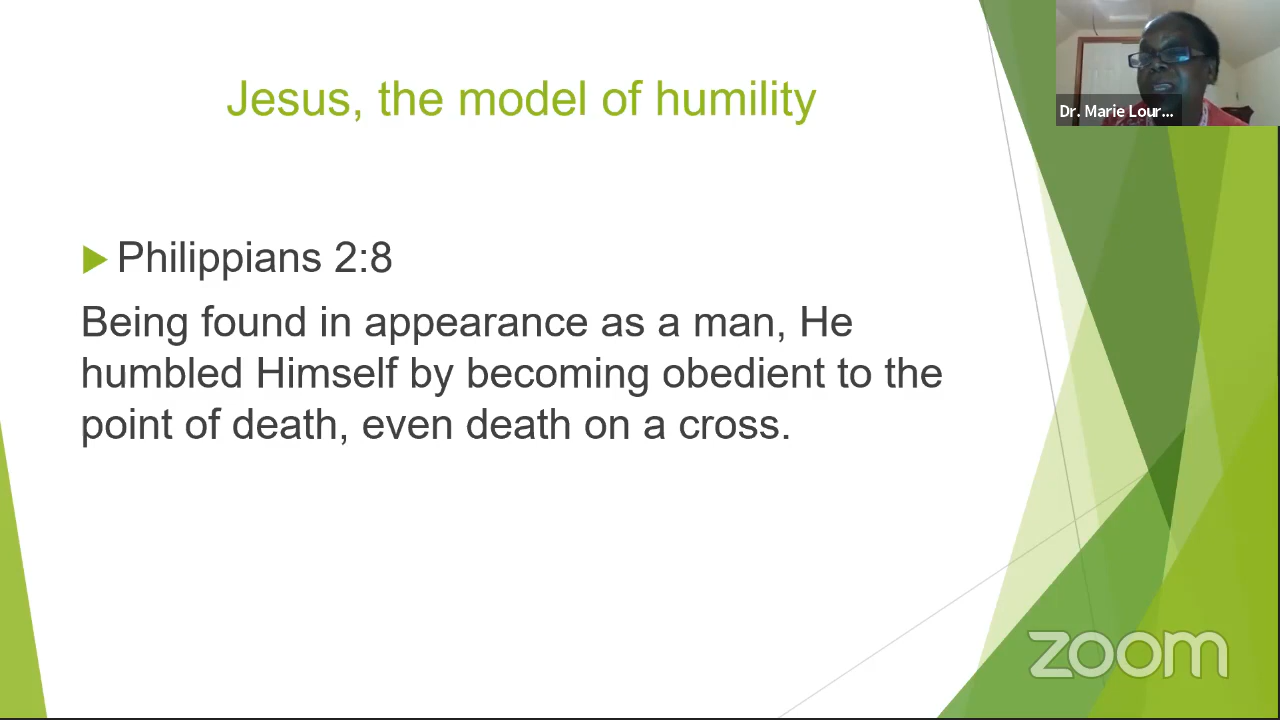 Jesus, the model of humility
Dr. Marie Lour...
Philippians 2:8
Being found in appearance as a man, He
humbled Himself by becoming obedient to the
point of death, even death on a cross.
zoom